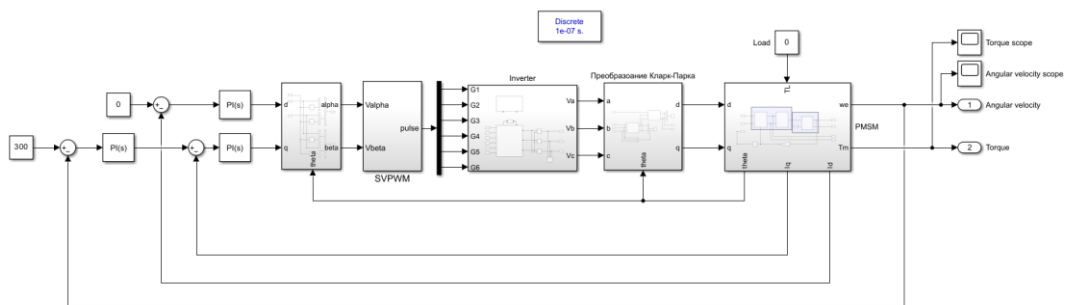 Discrete
1e-07 s.
Load
0
Torque scope
Angular velocity scope
Inverter
Преобразоание Кларк-Парка
TL
0
PI(s)
d
alpha
Valpha
G1
G2
G3
G4
G5
G6
Va
a
d
d
we
1
Angular velocity
PMSM
pulse
Vb
b
300
PI(s)
PI(s)
q
beta
Vbeta
Vc
c
q
q
Tm
2
Torque
theta
SVPWM
theta
theta
Iq
Id